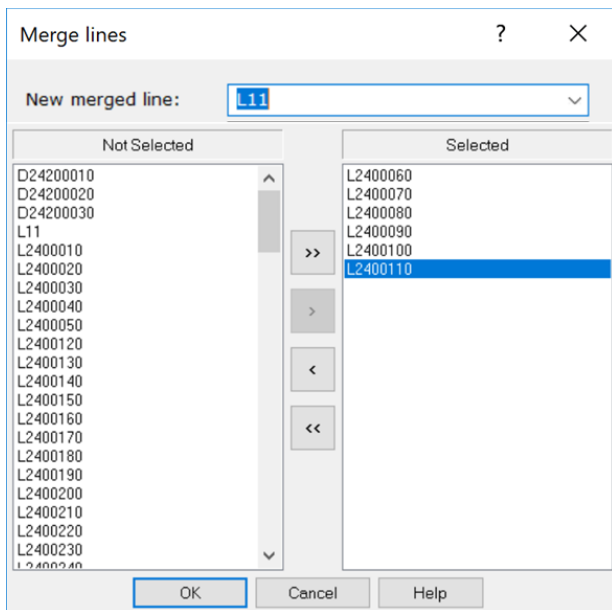 Merge lines
?
New merged line:
L11
Not Selected
Selected
D24200010
D24200020
D24200030
L11
L2400010
L2400020
L2400030
L2400040
L2400050
L2400120
L2400130
L2400140
L2400150
L2400160
L2400170
L2400180
L2400190
L2400200
L2400210
L2400220
L2400230
L2400240
>>
>
<
<<
L2400060
L2400070
L2400080
L2400090
L2400100
L2400110
OK
Cancel
Help